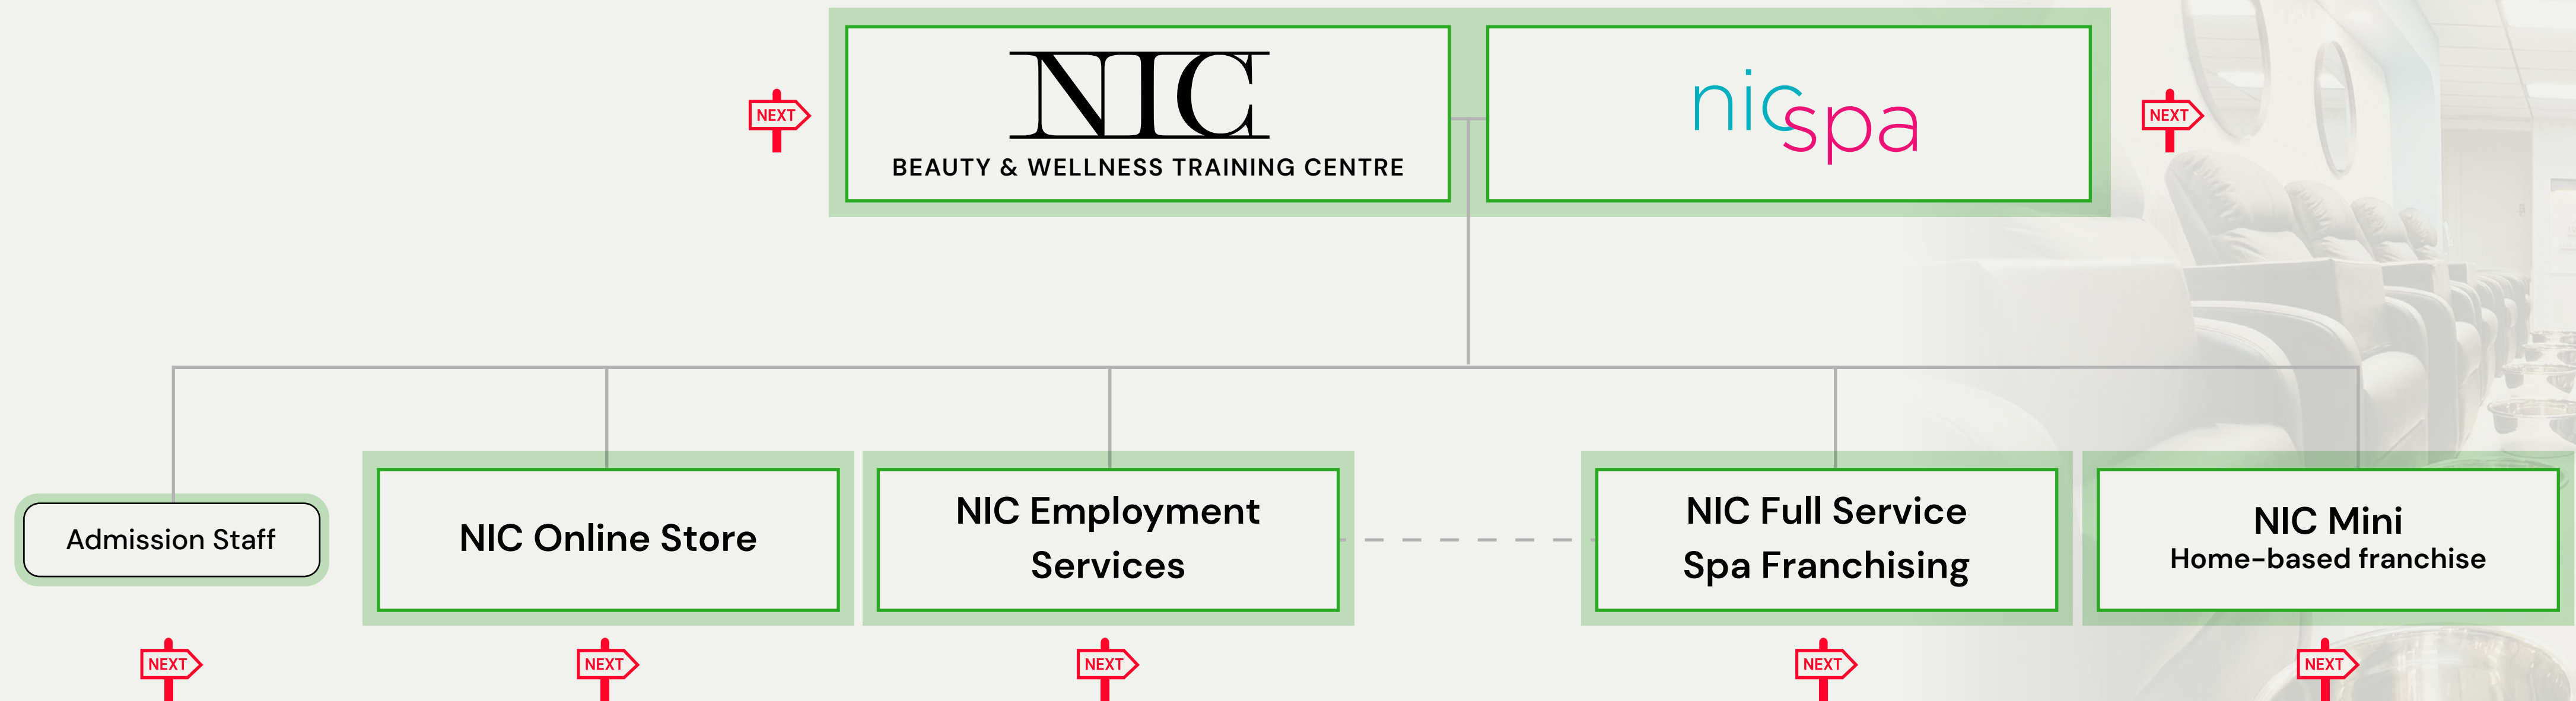 NEXT
NIC
BEAUTY & WELLNESS TRAINING CENTRE
nicspa
NEXT
Admission Staff
NIC Online Store
NIC Employment
Services
NIC Full Service
Spa Franchising
NIC Mini
Home-based franchise
NEXT
NEXT
NEXT
NEXT
NEXT